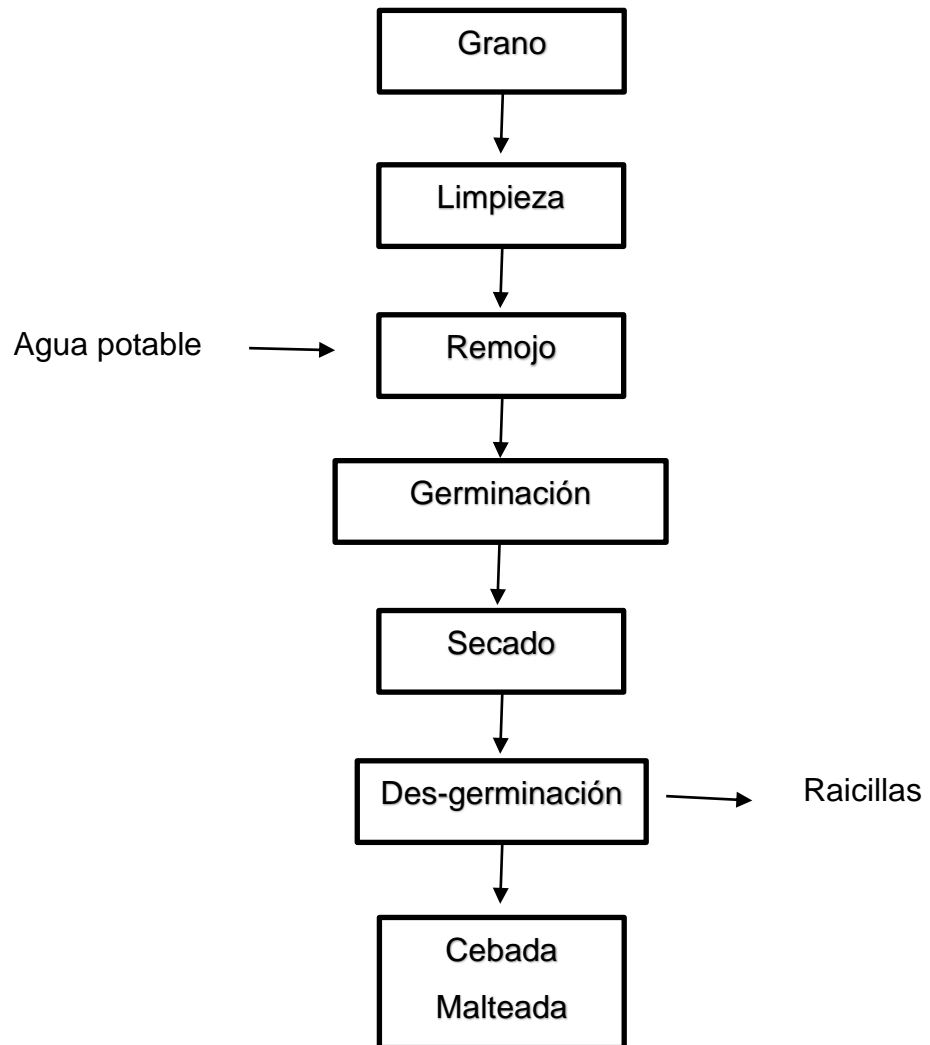 Grano
Limpieza
Agua potable
Remojo
Germinación
Secado
Des-germinación
Raicillas
Cebada
Malteada